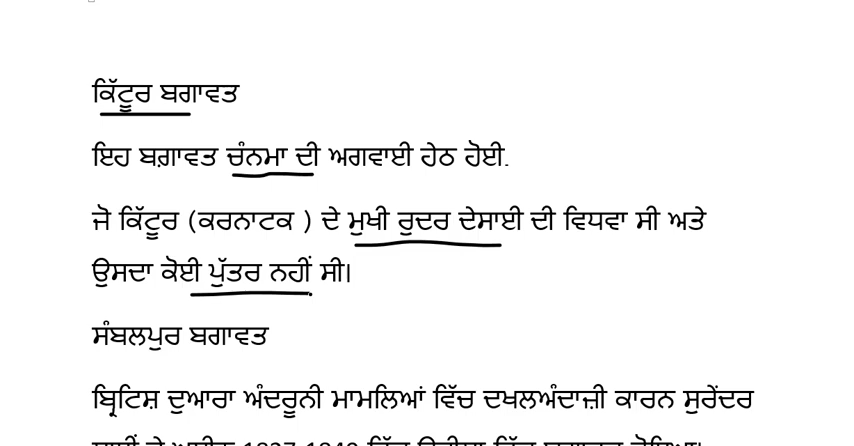 ਕਿੱਟੂਰ ਬਗਾਵਤ
ਇਹ ਬਗ਼ਾਵਤ ਚੰਨਮਾ ਦੀ ਅਗਵਾਈ ਹੇਠ ਹੋਈ.
ਜੋ ਕਿੱਟੂਰ (ਕਰਨਾਟਕ ) ਦੇ ਮੁਖੀ ਰੁਦਰ ਦੇਸਾਈ ਦੀ ਵਿਧਵਾ ਸੀ ਅਤੇ
ਉਸਦਾ ਕੋਈ ਪੁੱਤਰ ਨਹੀਂ ਸੀ।
ਸੰਬਲਪੁਰ ਬਗਾਵਤ
ਬ੍ਰਿਟਿਸ਼ ਦੁਆਰਾ ਅੰਦਰੂਨੀ ਮਾਮਲਿਆਂ ਵਿੱਚ ਦਖਲਅੰਦਾਜ਼ੀ ਕਾਰਨ ਸੁਰੇਂਦਰ